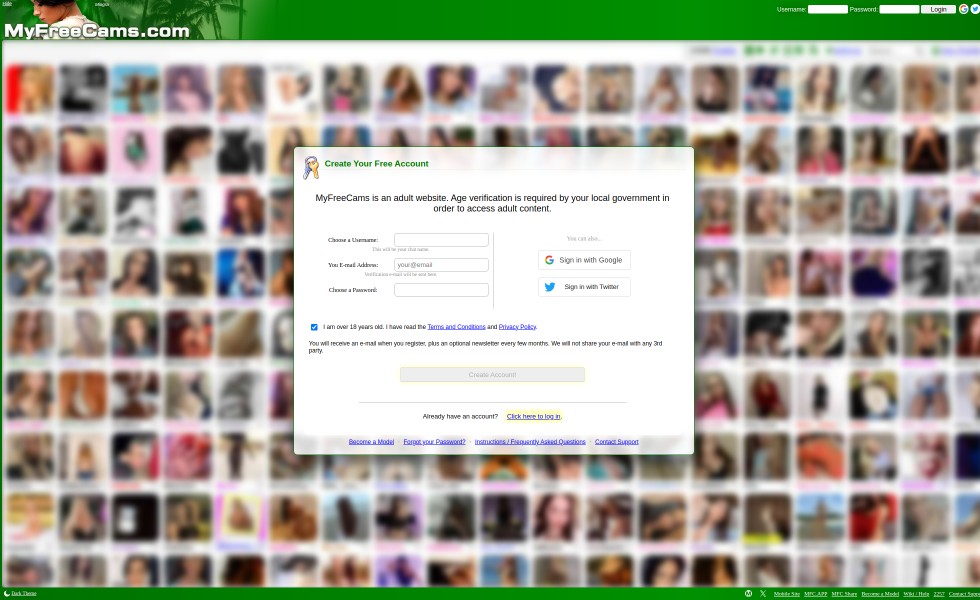 Username: Password: Login
MyFreeCams.com
Create Your Free Account
MyFreeCams is an adult website. Age verification is required by your local government in
order to access adult content.
Choose a Username:
This will be your chat name.
You E-mail Address: your@email
Verification e-mail will be sent here.
Choose a Password:
You can also...
Sign in with Google
Sign in with Twitter
I am over 18 years old. I have read the Terms and Conditions and Privacy Policy.
You will receive an e-mail when you register, plus an optional newsletter every few months. We will not share your e-mail with any 3rd
party.
Create Account!
Already have an account? Click here to log in.
Become a Model - Forgot your Password? - Instructions / Frequently Asked Questions - Contact Support
Dark Theme
Mobile Site MFC.APP MFC Share Become a Model Wiki / Help 2257 Contact